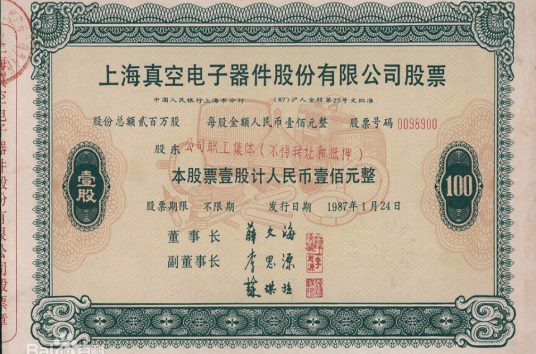 上海真空电子器件股份有限公司股票
中国人民银行上海市分行 (87)沪人金股第25号文批准
股份总额贰百万股 每股金额人民币壹佰元整 股票号码 0098900
股东 公司职工集体(不得转让和抵押)
本股票壹股计人民币壹佰元整
壹股
100
股票期限 不限期 发行日期 1987年1月24日
董事长 薛文海
副董事长 李思源